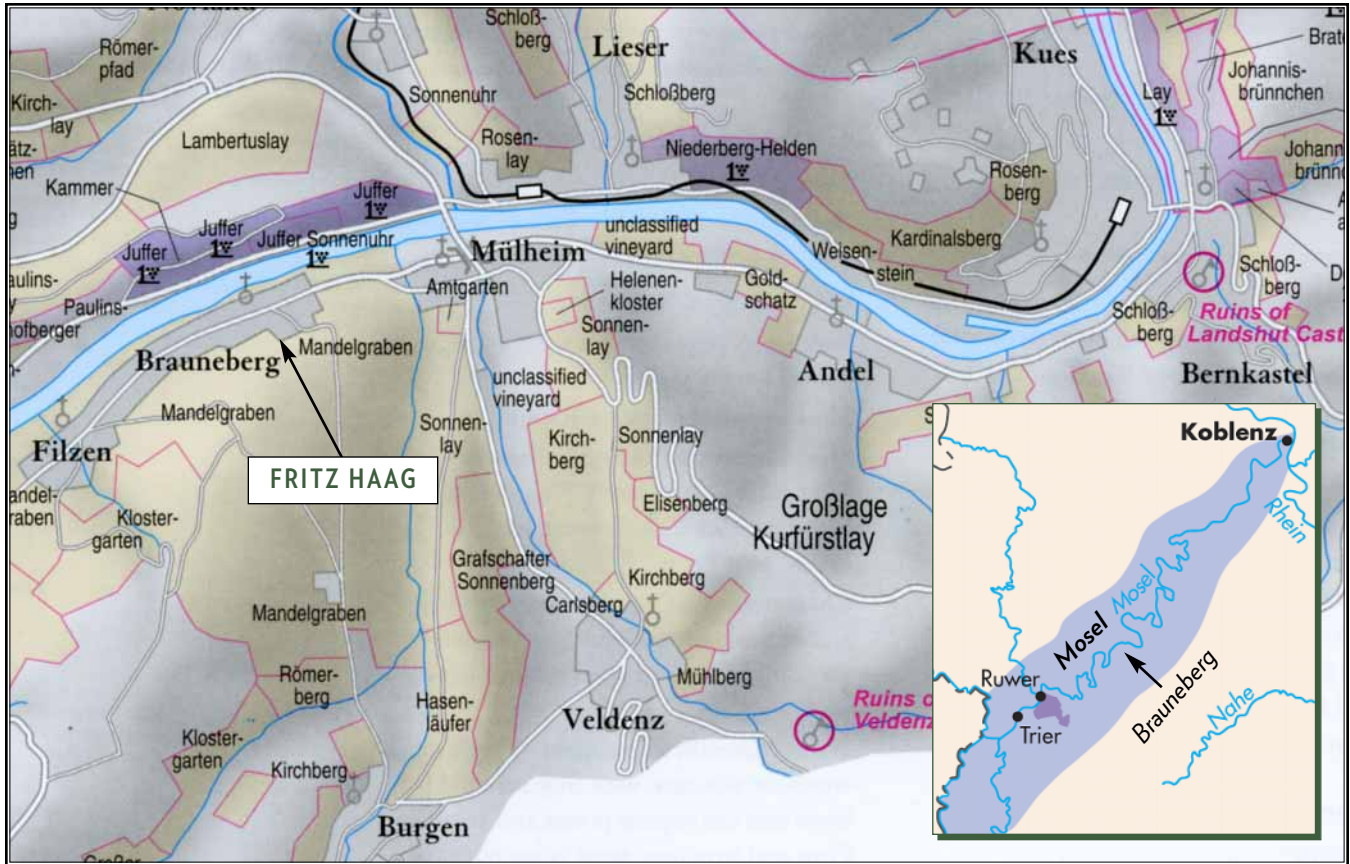 Römer-
pfad
Schloß-
berg
Lieser
Kues
Johannis-
brünnchen
Kirch-
lay
Sonnenuhr
Schloßberg
Lay
1
Lambertuslay
Rosen-
lay
Niederberg-Helden
1
Kammer
Juffer
1
Rosen-
berg
Juffer
1
Juffer
1
Juffer Sonnenuhr
1
unclassified
vineyard
Kardinalsberg
Mülheim
Weisen-
stein
Paulins-
hofberger
Amtgarten
Helenen-
kloster
Gold-
schatz
Schloß-
berg
Sonnen-
lay
Schloß-
berg
Ruins of
Landshut Cast
Brauneberg
Mandelgraben
unclassified
vineyard
Andel
Bernkastel
Mandelgraben
Sonnen-
lay
Kirch-
berg
Sonnenlay
Filzen
FRITZ HAAG
Elisenberg
Großlage
Kurfürstlay
andel-
raben
Kloster-
garten
Grafschafter
Sonnenberg
Kirchberg
Carlsberg
Mandelgraben
Mühlberg
Römer-
berg
Hasen-
läufer
Veldenz
Ruins o
Veldenz
Kloster-
garten
Kirchberg
Burgen
Koblenz
Rhein
Mosel
Mosel
Ruwer
Trier
Brauneberg
Nahe